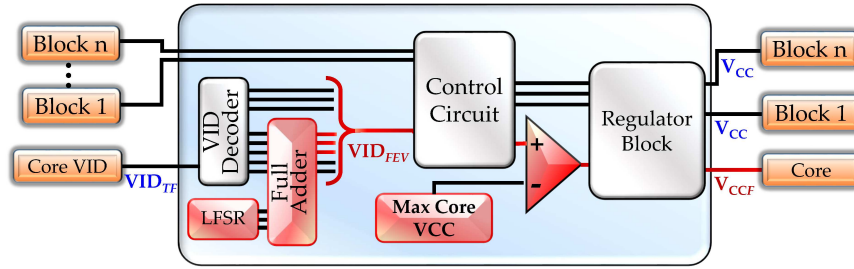 Block n
Block 1
Core VID
VID_TF
VID
Decoder
LFSR
Full
Adder
VID_FEV
Control
Circuit
Max Core
VCC
+
-
Regulator
Block
V_CC
V_CC
V_CCF
Block n
Block 1
Core